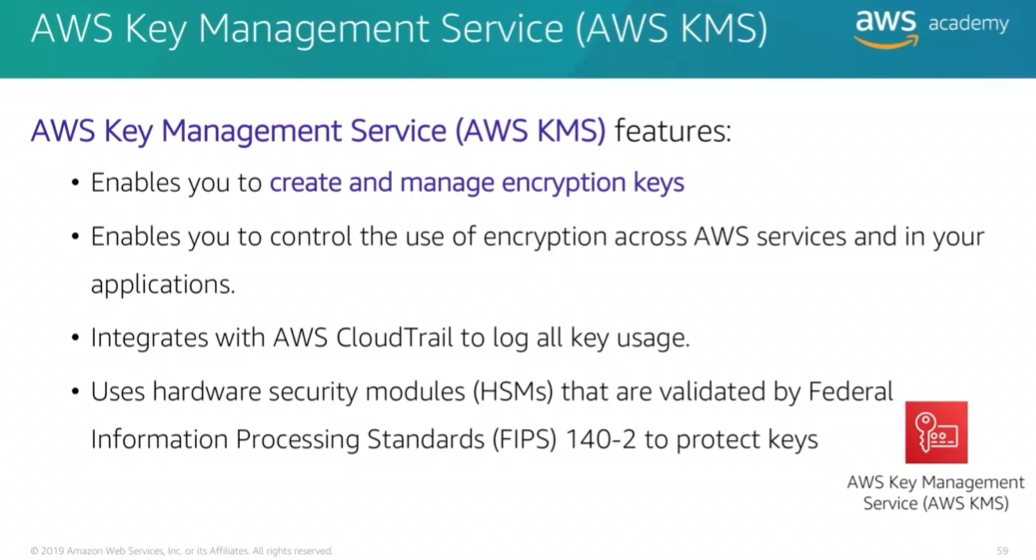 AWS Key Management Service (AWS KMS)
aws academy
AWS Key Management Service (AWS KMS) features:
• Enables you to create and manage encryption keys
• Enables you to control the use of encryption across AWS services and in your
applications.
• Integrates with AWS CloudTrail to log all key usage.
• Uses hardware security modules (HSMs) that are validated by Federal
Information Processing Standards (FIPS) 140-2 to protect keys
AWS Key Management
Service (AWS KMS)
© 2019 Amazon Web Services, Inc. or its Affiliates. All rights reserved.
59